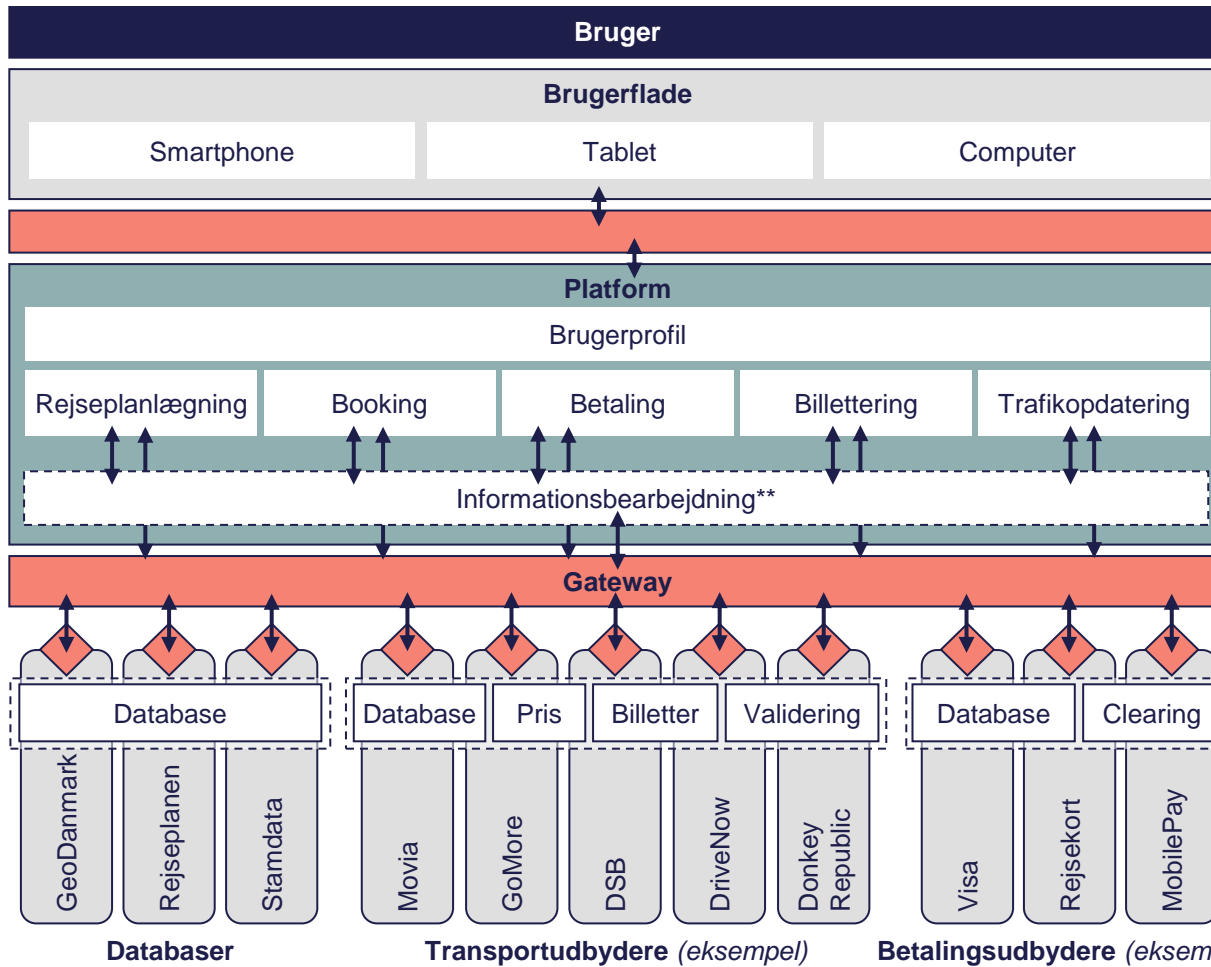 Bruger
Brugerflade
Smartphone
Tablet
Computer
Platform
Brugerprofil
Rejseplanlægning
Booking
Betaling
Billettering
Trafikopdatering
Informationsbearbejdning**
Gateway
Database
Database
Pris
Billetter
Validering
Database
Clearing
GeoDanmark
Rejseplanen
Stamdata
Movia
GoMore
DSB
DriveNow
Donkey
Republic
Visa
Rejsekort
MobilePay
Databaser
Transportudbydere (eksempel)
Betalingsudbydere (eksem